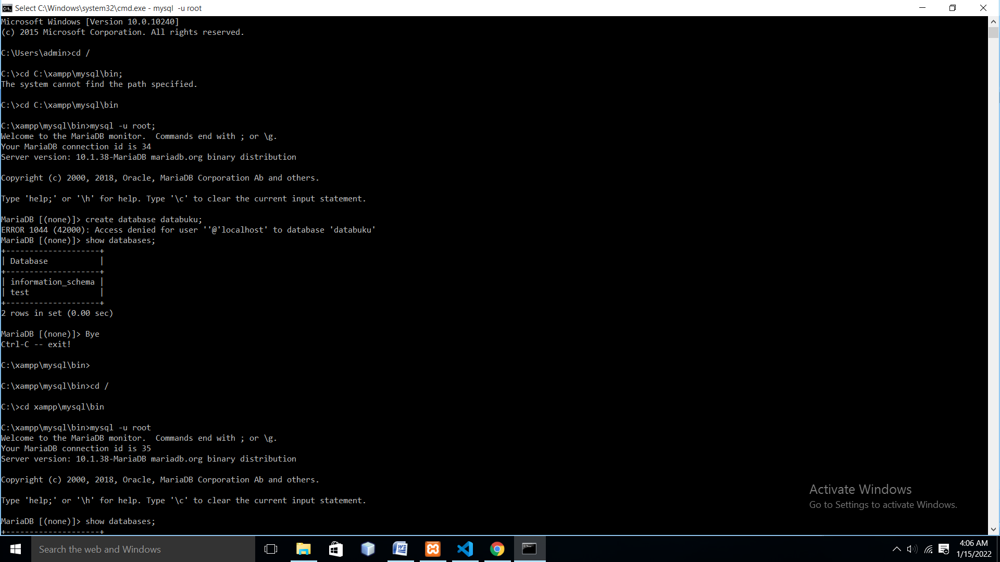 Select C:\Windows\system32\cmd.exe - mysql  -u root
Microsoft Windows [Version 10.0.10240]
(c) 2015 Microsoft Corporation. All rights reserved.
C:\Users\admin>cd /
C:\>cd C:\xampp\mysql\bin;
The system cannot find the path specified.
C:\>cd C:\xampp\mysql\bin
C:\xampp\mysql\bin>mysql -u root;
Welcome to the MariaDB monitor.  Commands end with ; or \g.
Your MariaDB connection id is 34
Server version: 10.1.38-MariaDB mariadb.org binary distribution
Copyright (c) 2000, 2018, Oracle, MariaDB Corporation Ab and others.
Type 'help;' or '\h' for help. Type '\c' to clear the current input statement.
MariaDB [(none)]> create database databuku;
ERROR 1044 (42000): Access denied for user ''@'localhost' to database 'databuku'
MariaDB [(none)]> show databases;
+--------------------+
| Database           |
+--------------------+
| information_schema |
| test               |
+--------------------+
2 rows in set (0.00 sec)
MariaDB [(none)]> Bye
Ctrl-C -- exit!
C:\xampp\mysql\bin>
C:\xampp\mysql\bin>cd /
C:\>cd xampp\mysql\bin
C:\xampp\mysql\bin>mysql -u root
Welcome to the MariaDB monitor.  Commands end with ; or \g.
Your MariaDB connection id is 35
Server version: 10.1.38-MariaDB mariadb.org binary distribution
Copyright (c) 2000, 2018, Oracle, MariaDB Corporation Ab and others.
Type 'help;' or '\h' for help. Type '\c' to clear the current input statement.
MariaDB [(none)]> show databases;
+--------------------+
Activate Windows
Go to Settings to activate Windows.
Search the web and Windows
4:06 AM
1/15/2022